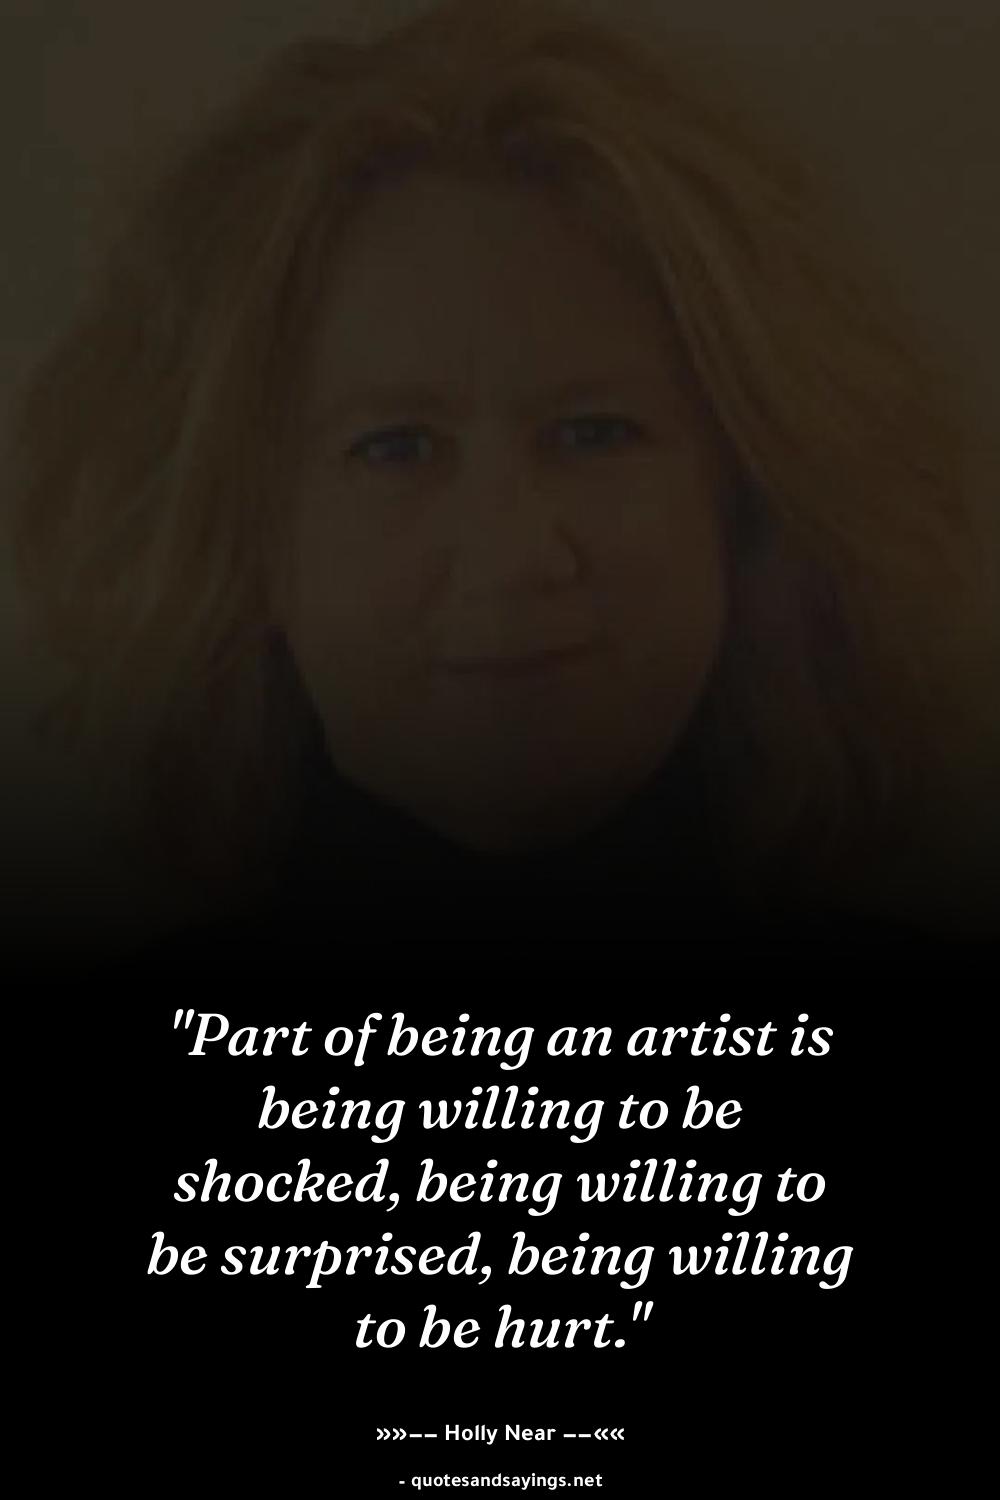 "Part of being an artist is
being willing to be
shocked, being willing to
be surprised, being willing
to be hurt."
»»–– Holly Near ––««
- quotesandsayings.net